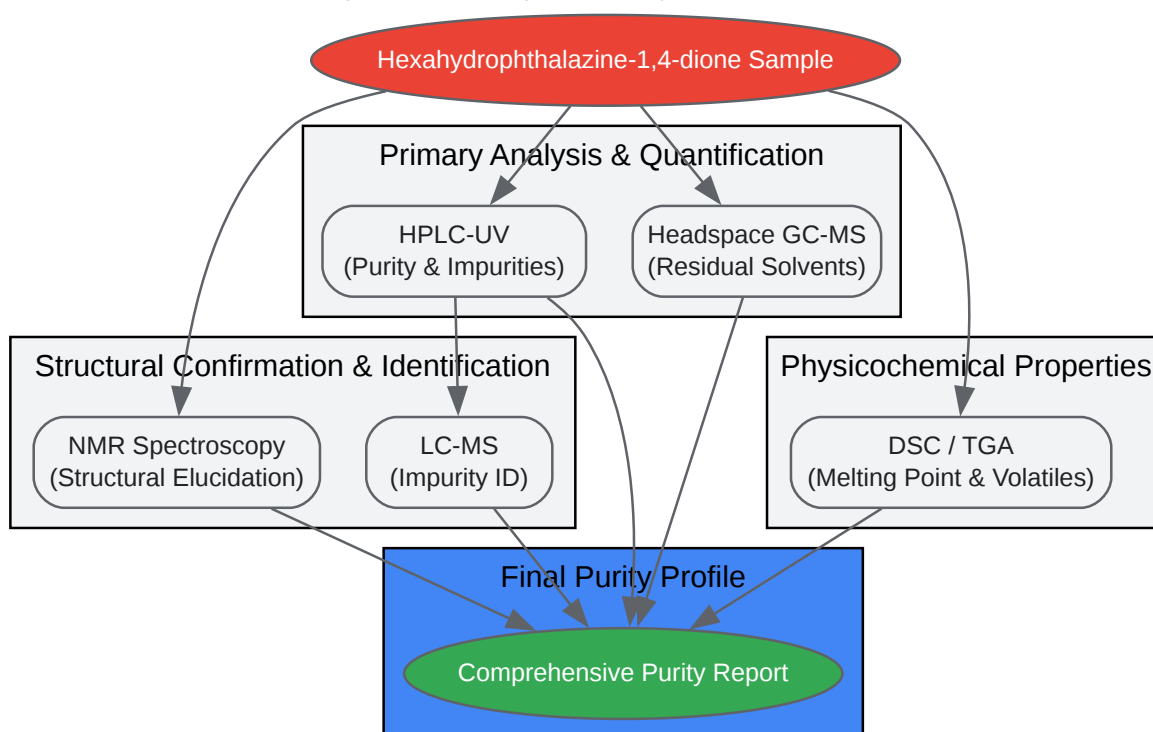 Hexahydrophthalazine-1,4-dione Sample
Primary Analysis & Quantification
HPLC-UV
(Purity & Impurities)
Headspace GC-MS
(Residual Solvents)
Structural Confirmation & Identification
NMR Spectroscopy
(Structural Elucidation)
LC-MS
(Impurity ID)
Physicochemical Properties
DSC / TGA
(Melting Point & Volatiles)
Final Purity Profile
Comprehensive Purity Report